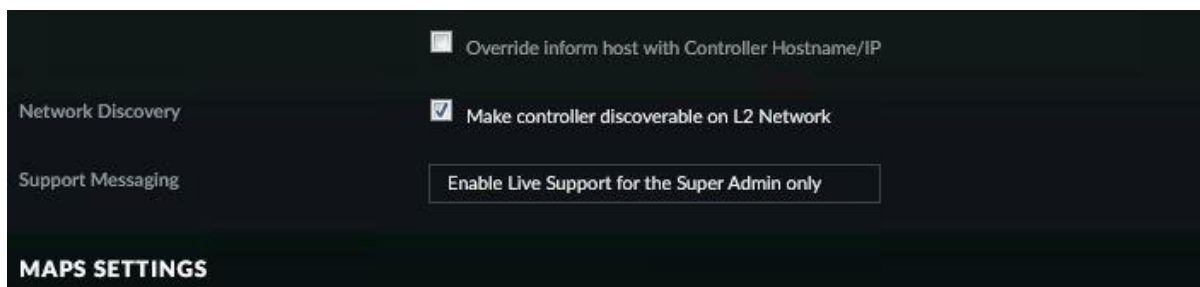 Override inform host with Controller Hostname/IP
Network Discovery
Make controller discoverable on L2 Network
Support Messaging
Enable Live Support for the Super Admin only
MAPS SETTINGS